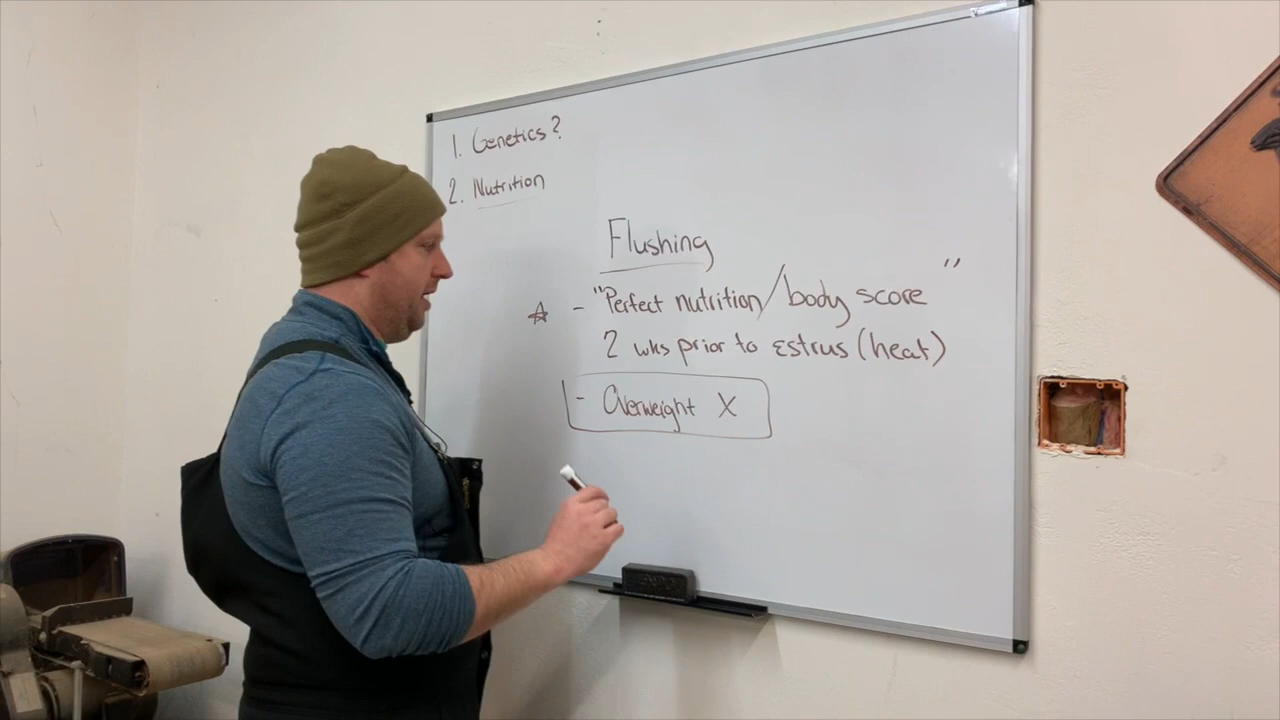 1. Genetics?
2. Nutrition
Flushing
☆ - "Perfect nutrition/body score "
2 wks prior to Estrus (heat)
- Overweight X